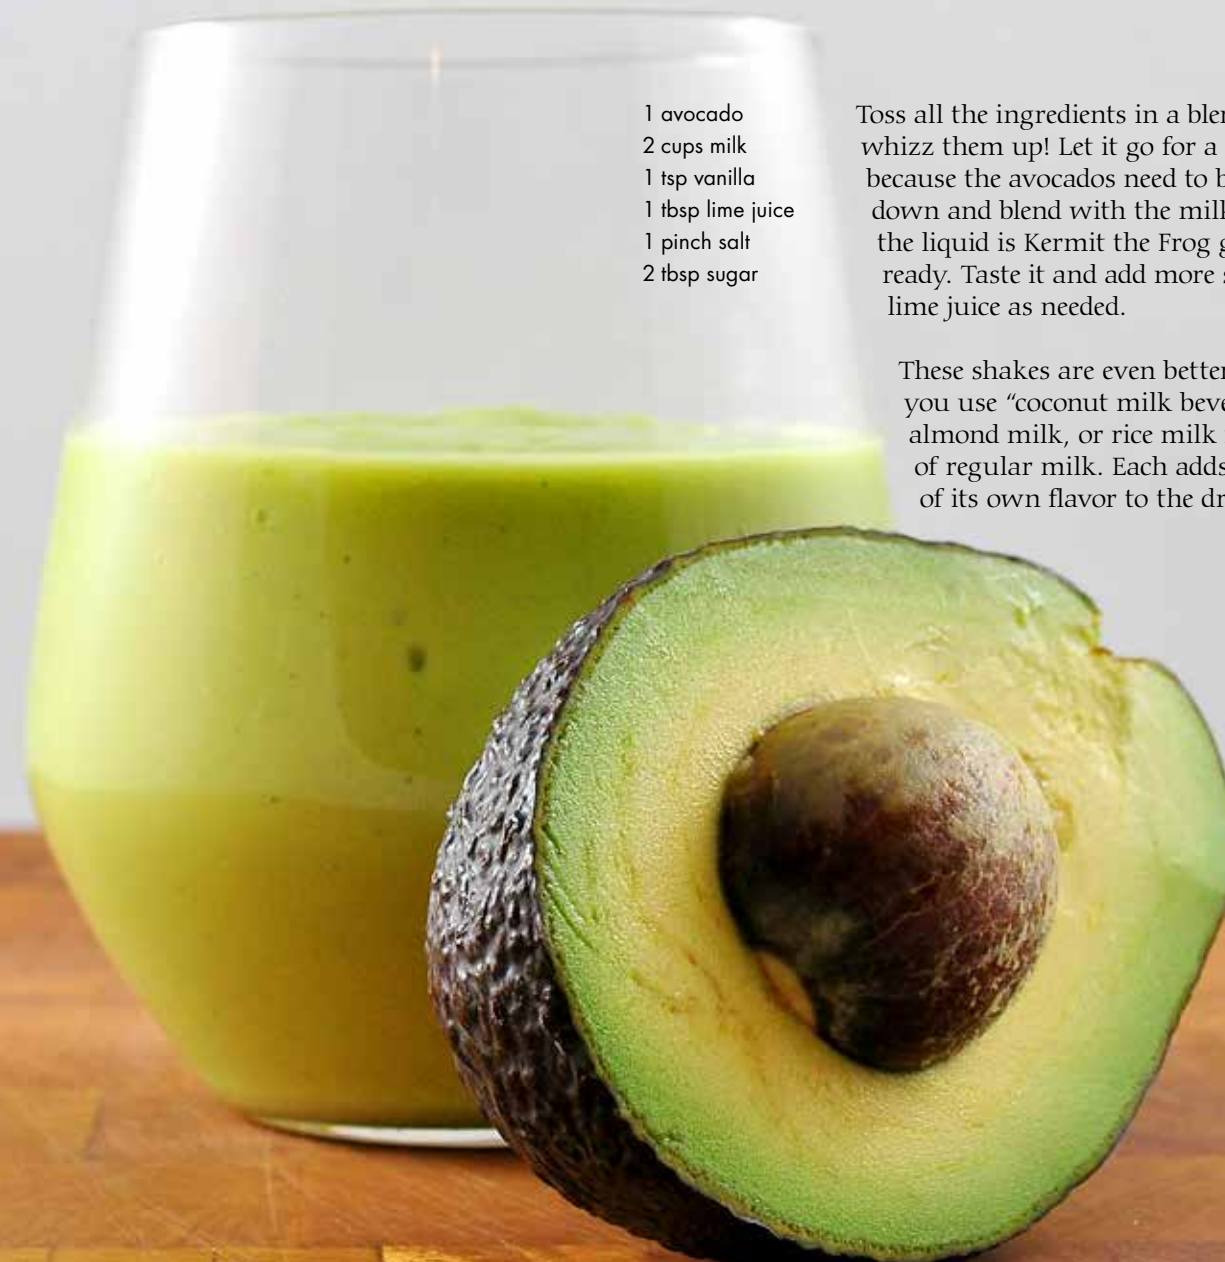 1 avocado
2 cups milk
1 tsp vanilla
1 tbsp lime juice
1 pinch salt
2 tbsp sugar
Toss all the ingredients in a
whizz them up! Let it go for a
because the avocados need to
down and blend with the milk
the liquid is Kermit the Frog
ready. Taste it and add more
lime juice as needed.
These shakes are even better
you use “coconut milk
almond milk, or rice milk
of regular milk. Each adds
of its own flavor to the